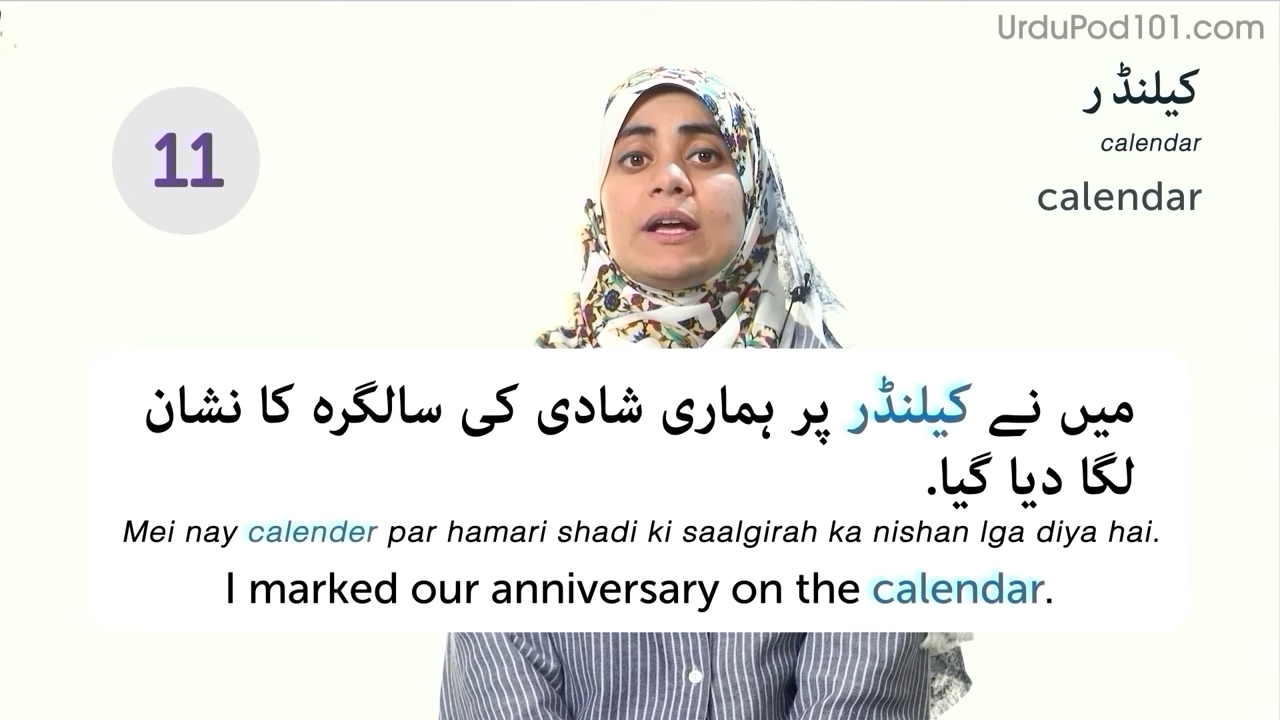 UrduPod101.com
11
کیلنڈر
calendar
calendar
میں نے کیلنڈر پر ہماری شادی کی سالگرہ کا نشان
لگا دیا گیا.
Mei nay calender par hamari shadi ki saalgirah ka nishan lga diya hai.
I marked our anniversary on the calendar.